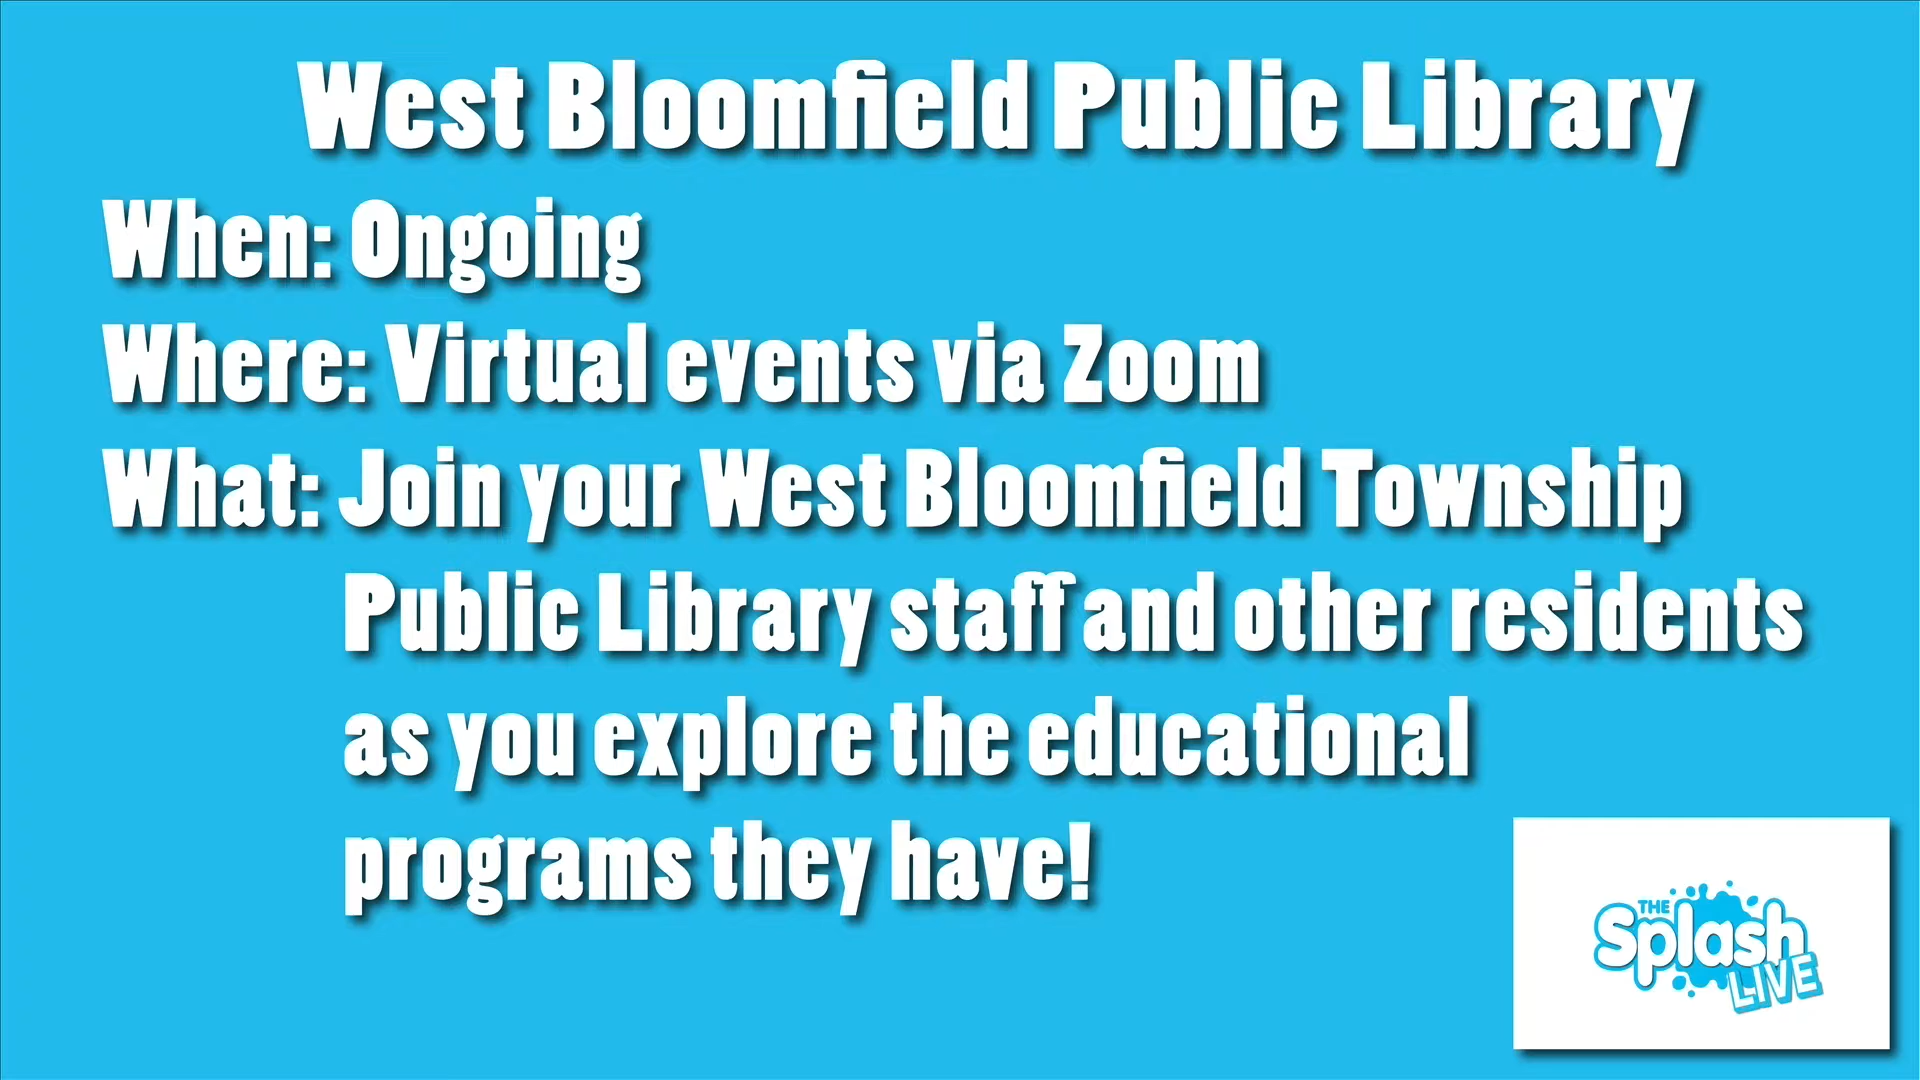 West Bloomfield Public Library
When: Ongoing
Where: Virtual events via Zoom
What: Join your West Bloomfield Township
Public Library staff and other residents
as you explore the educational
programs they have!
THE
Splash
LIVE